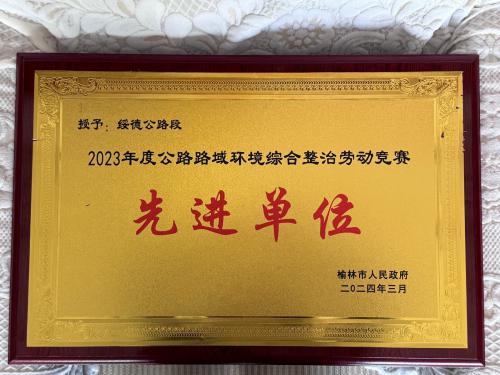 授予：绥德公路段
2023年度公路路域环境综合整治劳动竞赛
先进单位
榆林市人民政府
二〇二四年三月